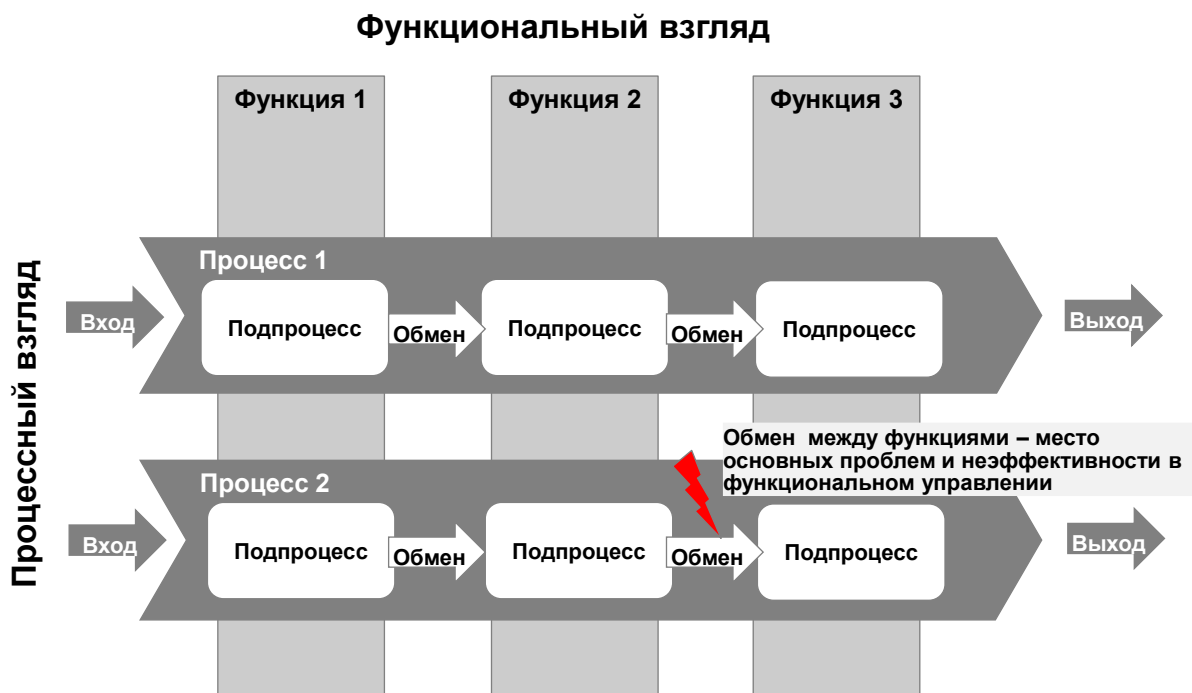 Функциональный взгляд
Функция 1
Функция 2
Функция 3
Процессный взгляд
Процесс 1
Вход
Подпроцесс
Обмен
Подпроцесс
Обмен
Подпроцесс
Выход
Обмен между функциями – место
основных проблем и неэффективности в
функциональном управлении
Процесс 2
Вход
Подпроцесс
Обмен
Подпроцесс
Обмен
Подпроцесс
Выход